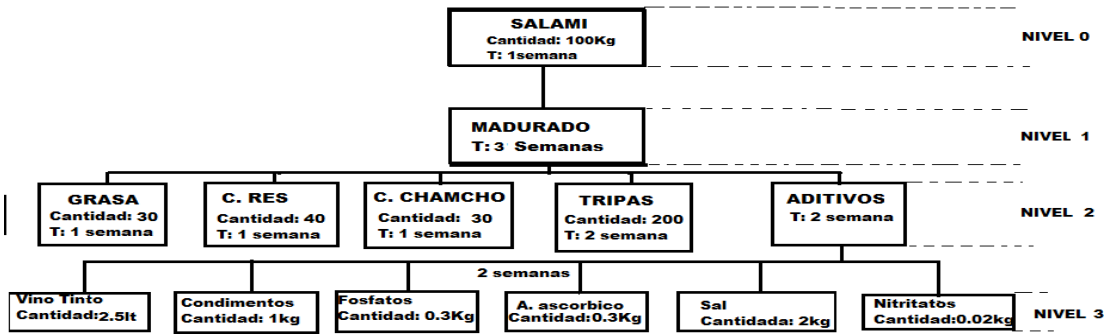 SALAMI
Cantidad: 100Kg
T: 1semana
NIVEL 0
MADURADO
T: 3 Semanas
NIVEL 1
GRASA
Cantidad: 30
T: 1 semana
C. RES
Cantidad: 40
T: 1 semana
C. CHAMCHO
Cantidad: 30
T: 1 semana
TRIPAS
Cantidad: 200
T: 2 semana
ADITIVOS
T: 2 semana
NIVEL 2
2 semanas
Vino Tinto
Cantidad:2.5lt
Condimentos
Cantidad: 1kg
Fosfatos
Cantidad: 0.3Kg
A. ascorbico
Cantidad:0.3Kg
Sal
Cantidada: 2kg
Nitritatos
Cantidad:0.02kg
NIVEL 3